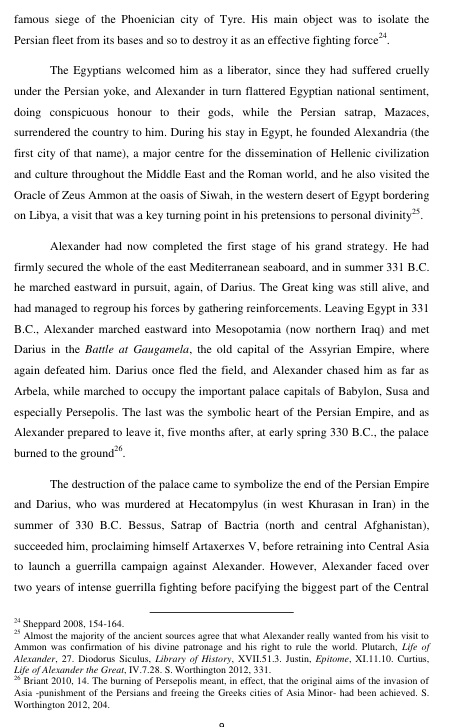 famous siege of the Phoenician city of Tyre. His main object was to isolate the
Persian fleet from its bases and so to destroy it as an effective fighting force24.
The Egyptians welcomed him as a liberator, since they had suffered cruelly
under the Persian yoke, and Alexander in turn flattered Egyptian national sentiment,
doing conspicuous honour to their gods, while the Persian satrap, Mazaces,
surrendered the country to him. During his stay in Egypt, he founded Alexandria (the
first city of that name), a major centre for the dissemination of Hellenic civilization
and culture throughout the Middle East and the Roman world, and he also visited the
Oracle of Zeus Ammon at the oasis of Siwah, in the western desert of Egypt bordering
on Libya, a visit that was a key turning point in his pretensions to personal divinity25.
Alexander had now completed the first stage of his grand strategy. He had
firmly secured the whole of the east Mediterranean seaboard, and in summer 331 B.C.
he marched eastward in pursuit, again, of Darius. The Great king was still alive, and
had managed to regroup his forces by gathering reinforcements. Leaving Egypt in 331
B.C., Alexander marched eastward into Mesopotamia (now northern Iraq) and met
Darius in the Battle at Gaugamela, the old capital of the Assyrian Empire, where
again defeated him. Darius once fled the field, and Alexander chased him as far as
Arbela, while marched to occupy the important palace capitals of Babylon, Susa and
especially Persepolis. The last was the symbolic heart of the Persian Empire, and as
Alexander prepared to leave it, five months after, at early spring 330 B.C., the palace
burned to the ground26.
The destruction of the palace came to symbolize the end of the Persian Empire
and Darius, who was murdered at Hecatompylus (in west Khurasan in Iran) in the
summer of 330 B.C. Bessus, Satrap of Bactria (north and central Afghanistan),
succeeded him, proclaiming himself Artaxerxes V, before retraining into Central Asia
to launch a guerrilla campaign against Alexander. However, Alexander faced over
two years of intense guerrilla fighting before pacifying the biggest part of the Central
24 Sheppard 2008, 154-164.
25 Almost the majority of the ancient sources agree that what Alexander really wanted from his visit to
Ammon was confirmation of his divine patronage and his right to rule the world. Plutarch, Life of
Alexander, 27. Diodorus Siculus, Library of History, XVII.51.3. Justin, Epitome, XI.11.10. Curtius,
Life of Alexander the Great, IV.7.28. S. Worthington 2012, 331.
26 Briant 2010, 14. The burning of Persepolis meant, in effect, that the original aims of the invasion of
Asia -punishment of the Persians and freeing the Greeks cities of Asia Minor- had been achieved. S.
Worthington 2012, 204.
9